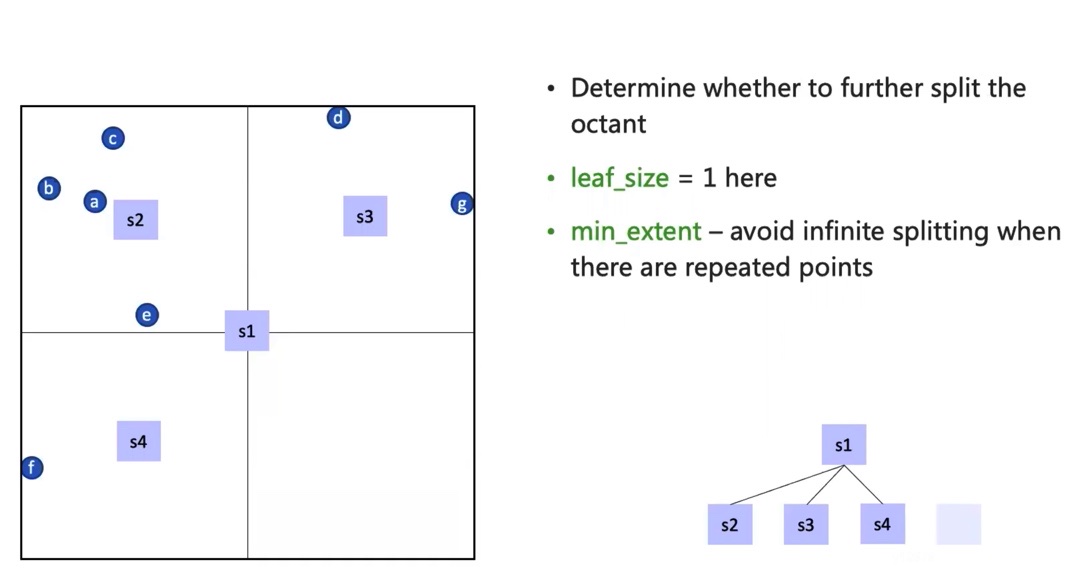 • Determine whether to further split the
octant
• leaf_size = 1 here
• min_extent – avoid infinite splitting when
there are repeated points
d
c
b
a
g
s2
s3
e
s1
s4
f
s1
s2
s3
s4